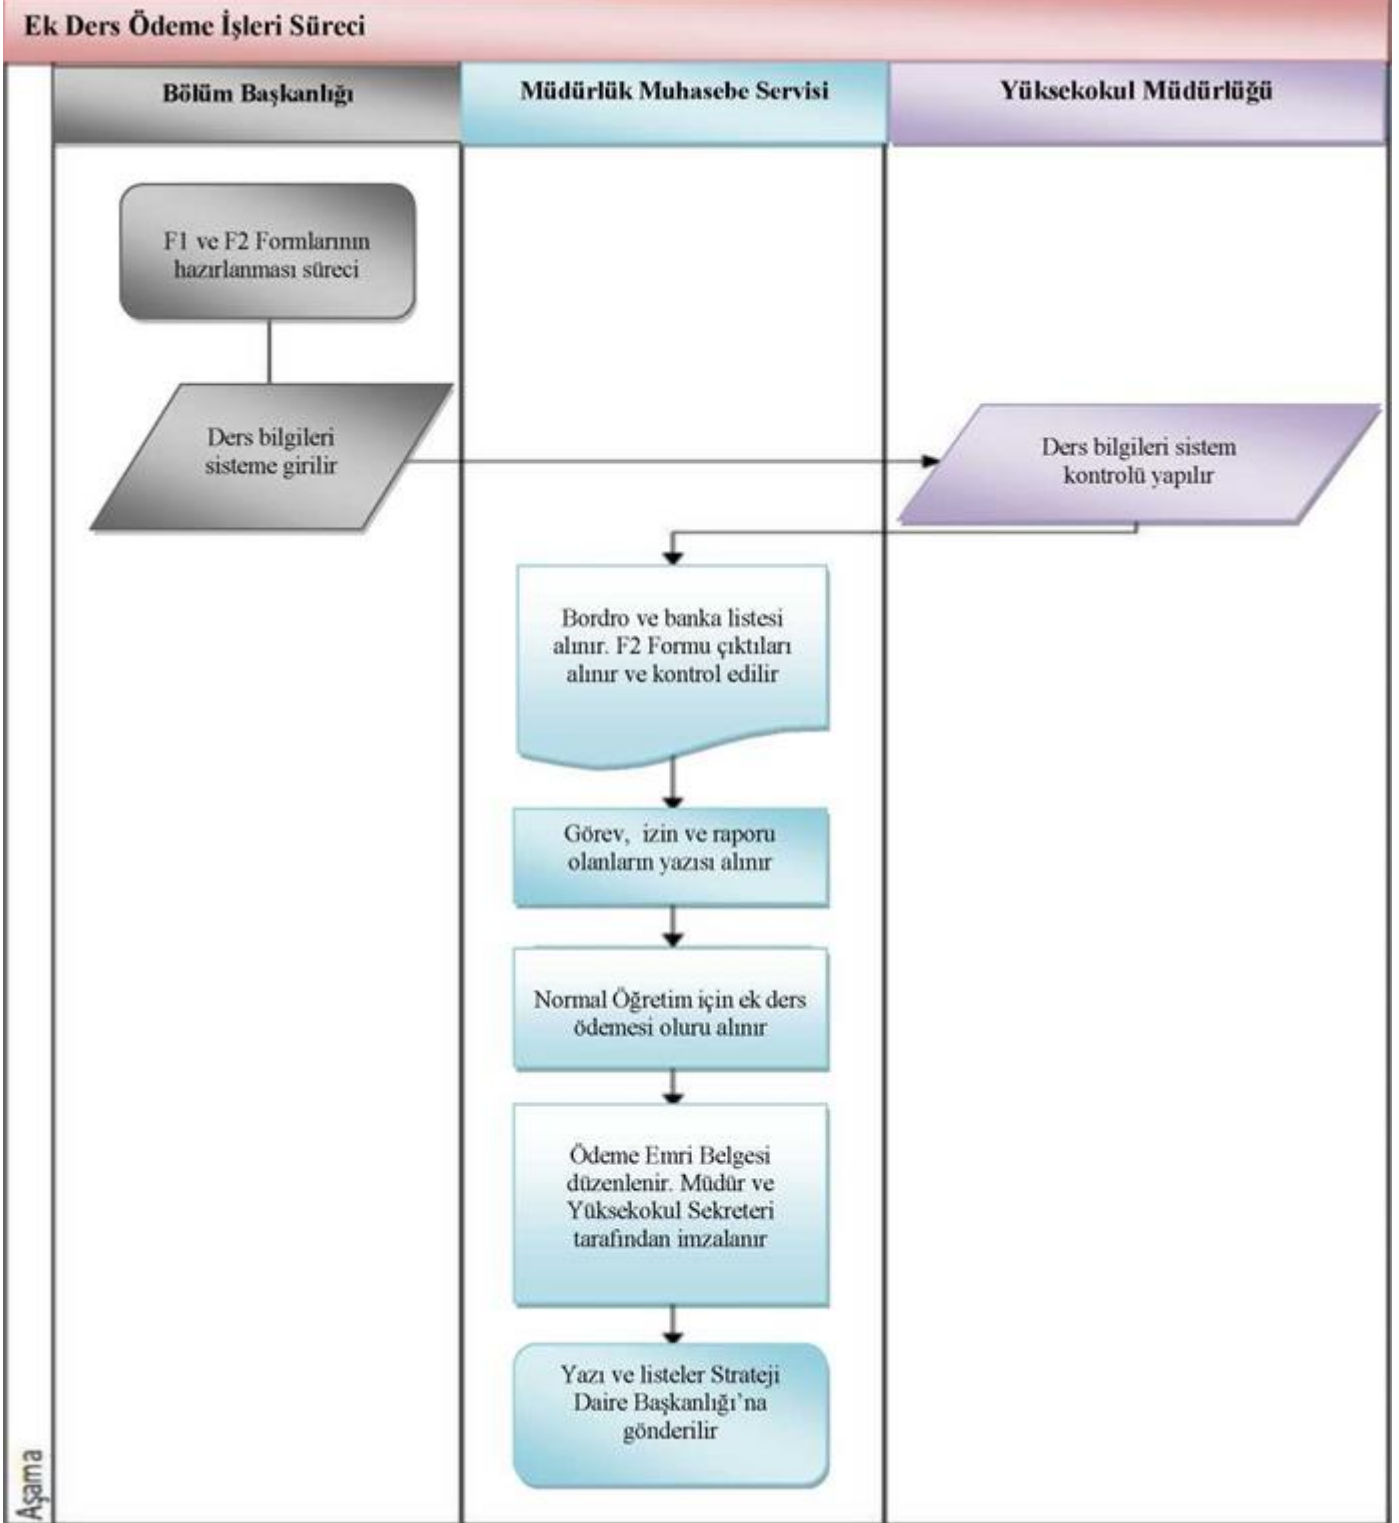 Ek Ders Ödeme İşleri Süreci
Bölüm Başkanlığı
Müdürlük Muhasebe Servisi
Yüksekokul Müdürlüğü
F1 ve F2 Formlarının
hazırlanması süreci
Ders bilgileri
sisteme girilir
Ders bilgileri sistem
kontrolü yapılır
Bordro ve banka listesi
alınır. F2 Formu çıktıları
alınır ve kontrol edilir
Görev, izin ve raporu
olanların yazısı alınır
Normal Öğretim için ek ders
ödemesi oluru alınır
Ödeme Emri Belgesi
düzenlenir. Müdür ve
Yüksekokul Sekreteri
tarafından imzalanır
Yazı ve listeler Strateji
Daire Başkanlığı’na
gönderilir
Aşama